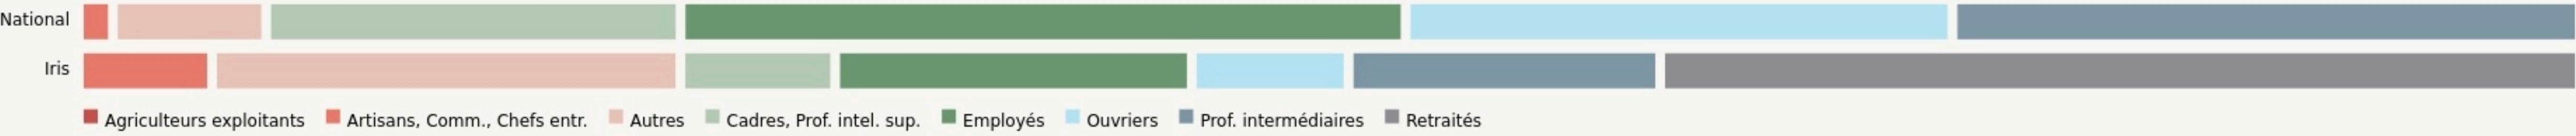 National
Iris
Agriculteurs exploitants Artisans, Comm., Chefs entr. Autres Cadres, Prof. intel. sup. Employés Ouvriers Prof. intermédiaires Retraités